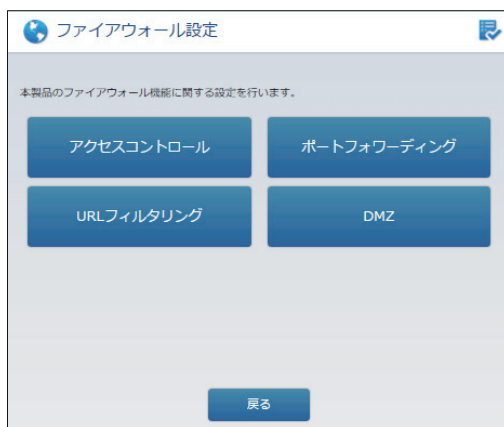 ファイアウォール設定
本製品のファイアウォール機能に関する設定を行います。
アクセスコントロール
ポートフォワーディング
URLフィルタリング
DMZ
戻る